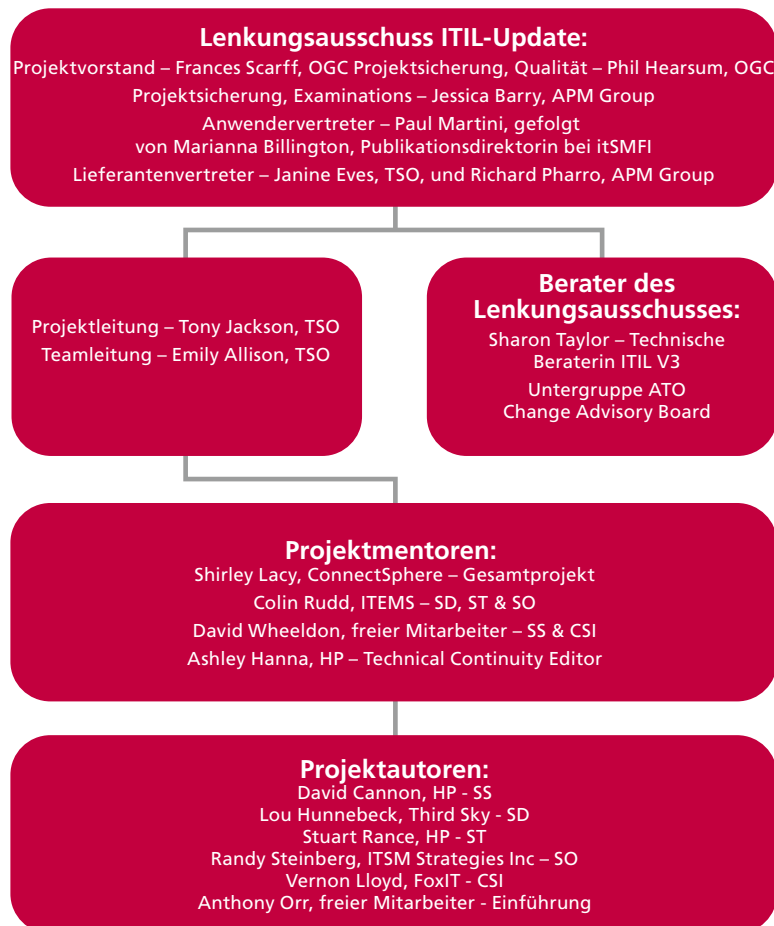 Lenkungsausschuss ITIL-Update:
Projektvorstand – Frances Scarff, OGC Projektsicherung, Qualität – Phil Hearsum, OGC
Projektsicherung, Examinations – Jessica Barry, APM Group
Anwendervertreter – Paul Martini, gefolgt
von Marianna Billington, Publikationsdirektorin bei itSMFI
Lieferantenvertreter – Janine Eves, TSO, und Richard Pharro, APM Group
Projektleitung – Tony Jackson, TSO
Teamleitung – Emily Allison, TSO
Berater des
Lenkungsausschusses:
Sharon Taylor – Technische
Beraterin ITIL V3
Untergruppe ATO
Change Advisory Board
Projektmentoren:
Shirley Lacy, ConnectSphere – Gesamtprojekt
Colin Rudd, ITEMS – SD, ST & SO
David Wheeldon, freier Mitarbeiter – SS & CSI
Ashley Hanna, HP – Technical Continuity Editor
Projektautoren:
David Cannon, HP - SS
Lou Hunnebeck, Third Sky - SD
Stuart Rance, HP - ST
Randy Steinberg, ITSM Strategies Inc – SO
Vernon Lloyd, FoxIT - CSI
Anthony Orr, freier Mitarbeiter - Einführung